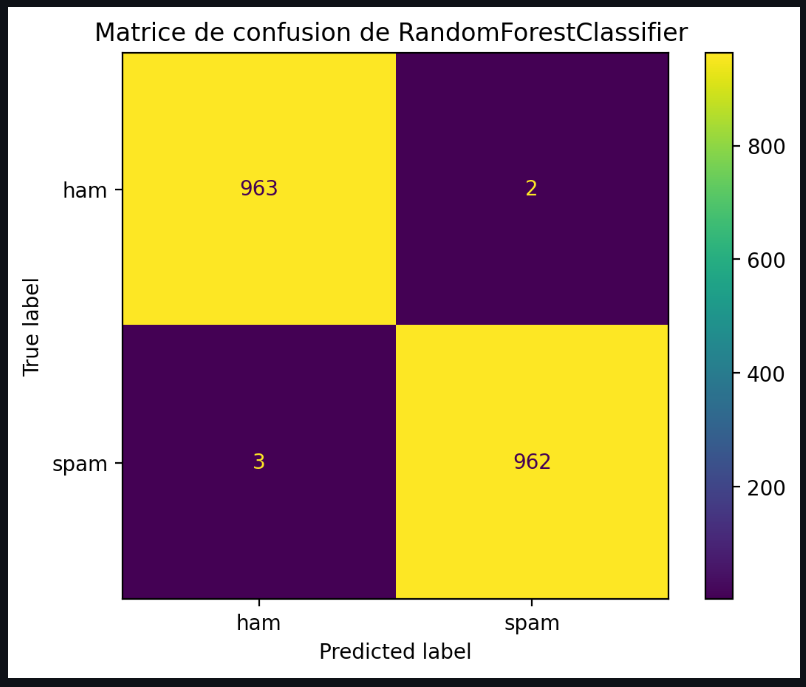 Matrice de confusion de RandomForestClassifier
ham
963
2
800
600
True label
400
spam
3
962
200
ham
spam
Predicted label